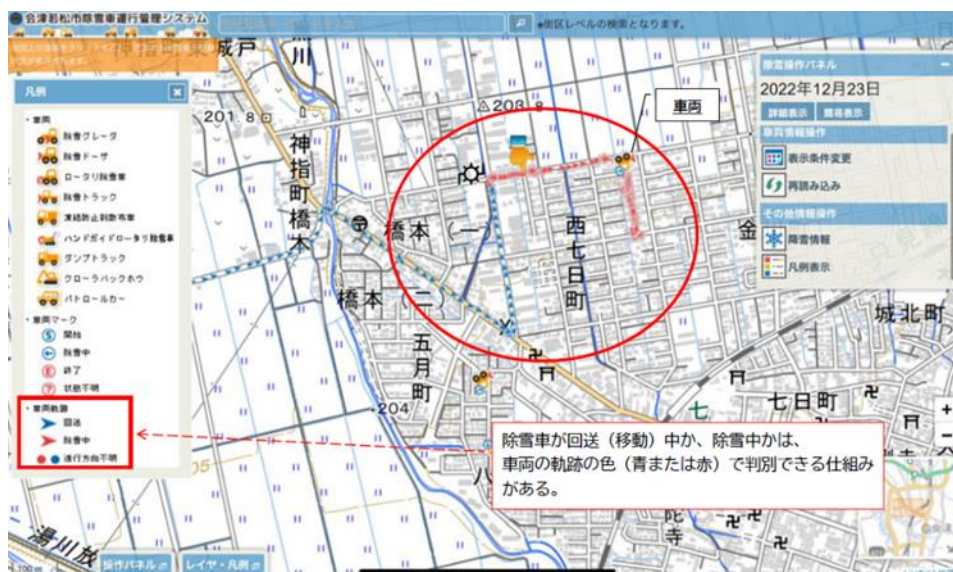 会津若松市除雪車運行管理システム
●街区レベルの検索となります。
凡例
・車両
除雪グレーダ
除雪ドーザ
ロータリ除雪車
除雪トラック
凍結防止剤散布車
ハンドガイドロータリ除雪車
ダンプトラック
クローラバックホウ
パトロールカー
・車両マーク
開始
除雪中
終了
状態不明
・車両軌跡
回送
除雪中
進行方向不明
操作パネル
レイヤ・凡例
除雪操作パネル
2022年12月23日
詳細表示 簡易表示
車両情報操作
表示条件変更
再読み込み
その他情報操作
降雪情報
凡例表示
車両
201.8
203.8
204
神指町橋本
橋本(一)
橋本(二)
西七日町
五月町
城北町
七日町
湯川放
100 m
除雪車が回送（移動）中か、除雪中かは、
車両の軌跡の色（青または赤）で判別できる仕組み
がある。